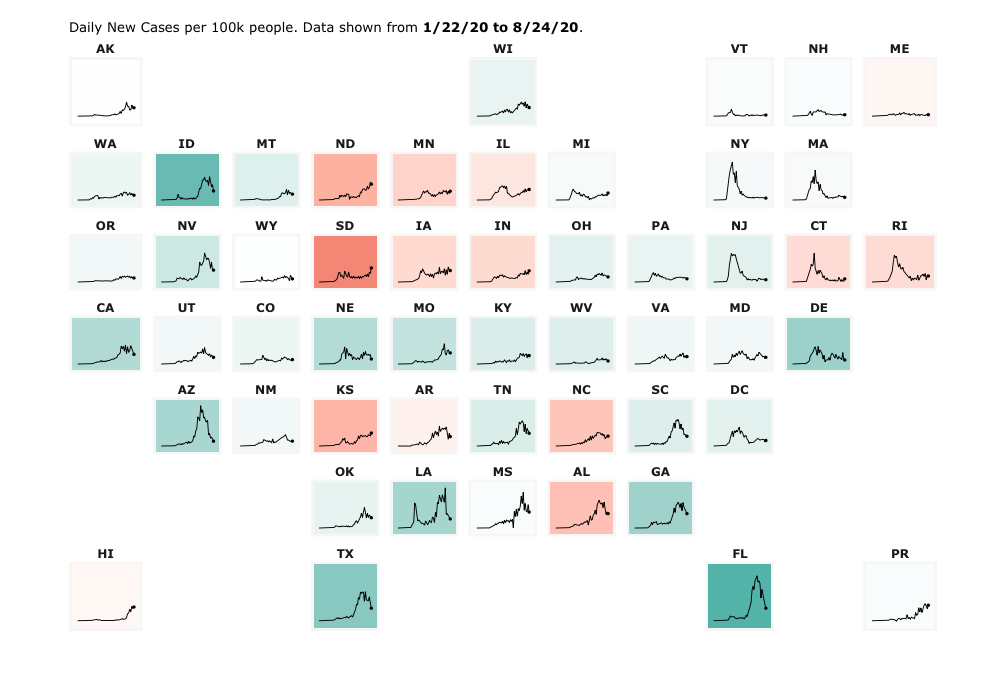 Daily New Cases per 100k people. Data shown from 1/22/20 to 8/24/20.
AK WI VT NH ME
WA ID MT ND MN IL MI NY MA
OR NV WY SD IA IN OH PA NJ CT RI
CA UT CO NE MO KY WV VA MD DE
AZ NM KS AR TN NC SC DC
OK LA MS AL GA
HI TX FL PR